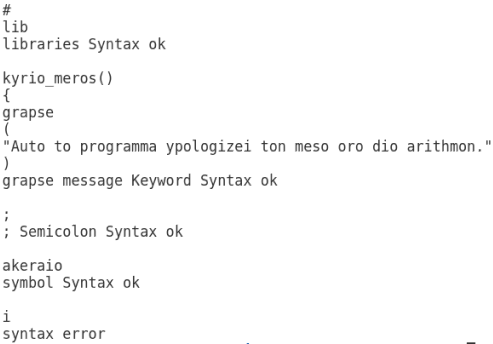 #
lib
libraries Syntax ok
kyrio_meros()
{
grapse
(
"Auto to programma ypologizei ton meso oro dio arithmon."
)
grapse message Keyword Syntax ok
;
; Semicolon Syntax ok
akeraio
symbol Syntax ok
i
syntax error